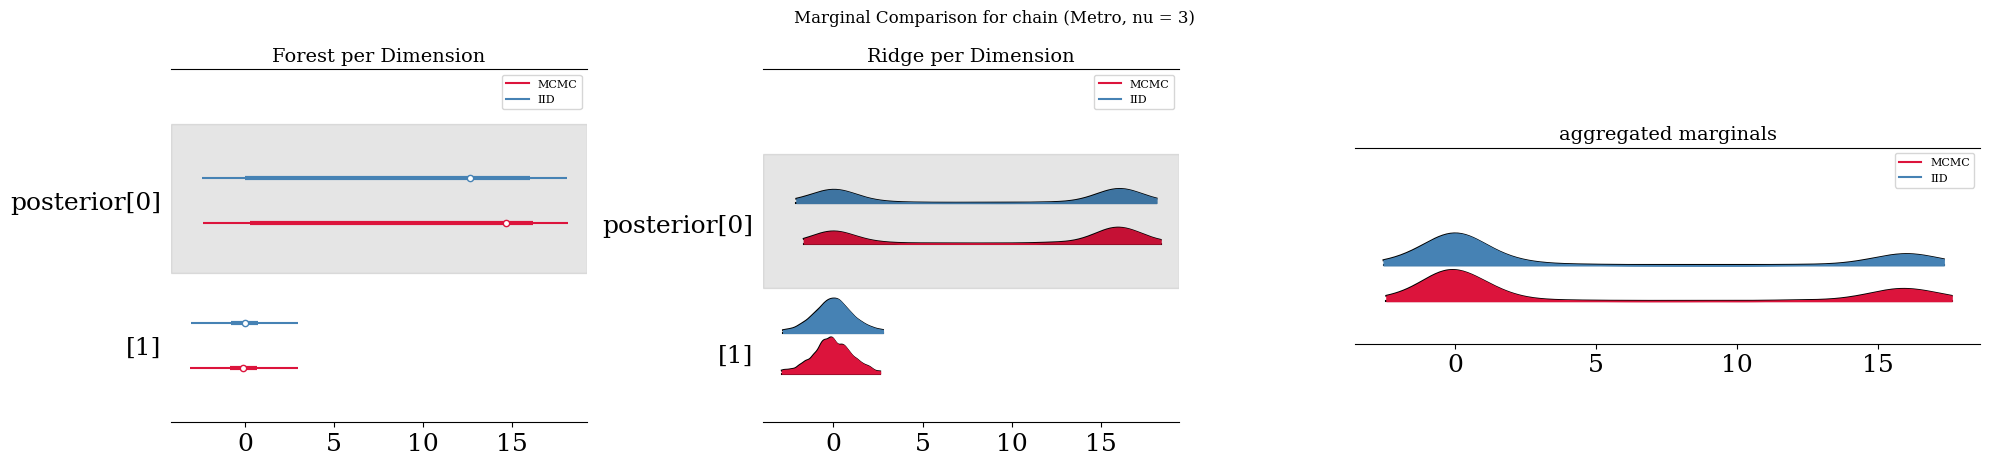 Marginal Comparison for chain (Metro, nu = 3)
Forest per Dimension
MCMC
IID
posterior[0]
[1]
0 5 10 15
Ridge per Dimension
MCMC
IID
posterior[0]
[1]
0 5 10 15
aggregated marginals
MCMC
IID
0 5 10 15